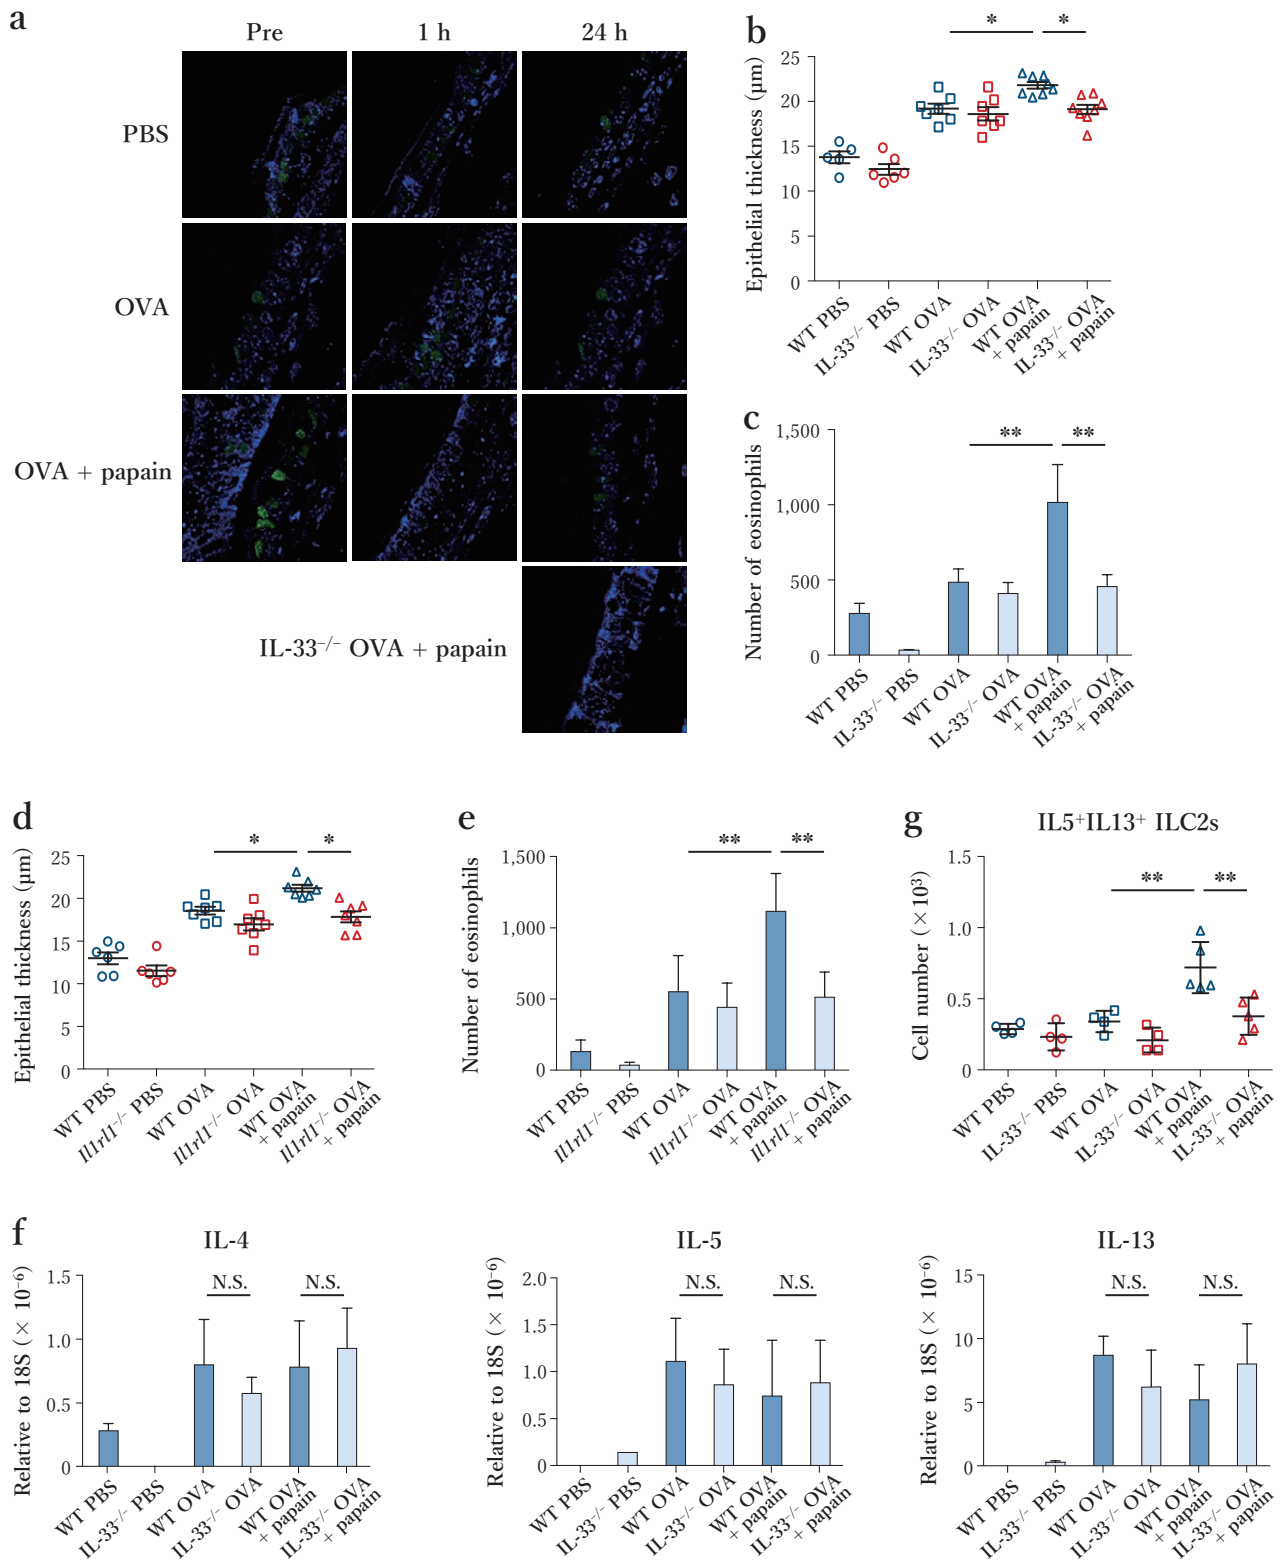 a
Pre 1 h 24 h
PBS
OVA
OVA + papain
IL-33⁻/⁻ OVA + papain
b
* *
Epithelial thickness (μm)
25
20
15
10
5
0
WT PBS
IL-33⁻/⁻ PBS
WT OVA
IL-33⁻/⁻ OVA
WT OVA
+ papain
IL-33⁻/⁻ OVA
+ papain
c
** **
Number of eosinophils
1,500
1,000
500
0
WT PBS
IL-33⁻/⁻ PBS
WT OVA
IL-33⁻/⁻ OVA
WT OVA
+ papain
IL-33⁻/⁻ OVA
+ papain
d
* *
Epithelial thickness (μm)
25
20
15
10
5
0
WT PBS
Il1rl1⁻/⁻ PBS
WT OVA
Il1rl1⁻/⁻ OVA
WT OVA
+ papain
Il1rl1⁻/⁻ OVA
+ papain
e
** **
Number of eosinophils
1,500
1,000
500
0
WT PBS
Il1rl1⁻/⁻ PBS
WT OVA
Il1rl1⁻/⁻ OVA
WT OVA
+ papain
Il1rl1⁻/⁻ OVA
+ papain
g
IL5⁺IL13⁺ ILC2s
** **
Cell number (× 10³)
1.5
1.0
0.5
0
WT PBS
IL-33⁻/⁻ PBS
WT OVA
IL-33⁻/⁻ OVA
WT OVA
+ papain
IL-33⁻/⁻ OVA
+ papain
f
IL-4
N.S. N.S.
Relative to 18S (× 10⁻⁶)
1.5
1.0
0.5
0
WT PBS
IL-33⁻/⁻ PBS
WT OVA
IL-33⁻/⁻ OVA
WT OVA
+ papain
IL-33⁻/⁻ OVA
+ papain
IL-5
N.S. N.S.
Relative to 18S (× 10⁻⁶)
2.0
1.5
1.0
0.5
0
WT PBS
IL-33⁻/⁻ PBS
WT OVA
IL-33⁻/⁻ OVA
WT OVA
+ papain
IL-33⁻/⁻ OVA
+ papain
IL-13
N.S. N.S.
Relative to 18S (× 10⁻⁶)
15
10
5
0
WT PBS
IL-33⁻/⁻ PBS
WT OVA
IL-33⁻/⁻ OVA
WT OVA
+ papain
IL-33⁻/⁻ OVA
+ papain